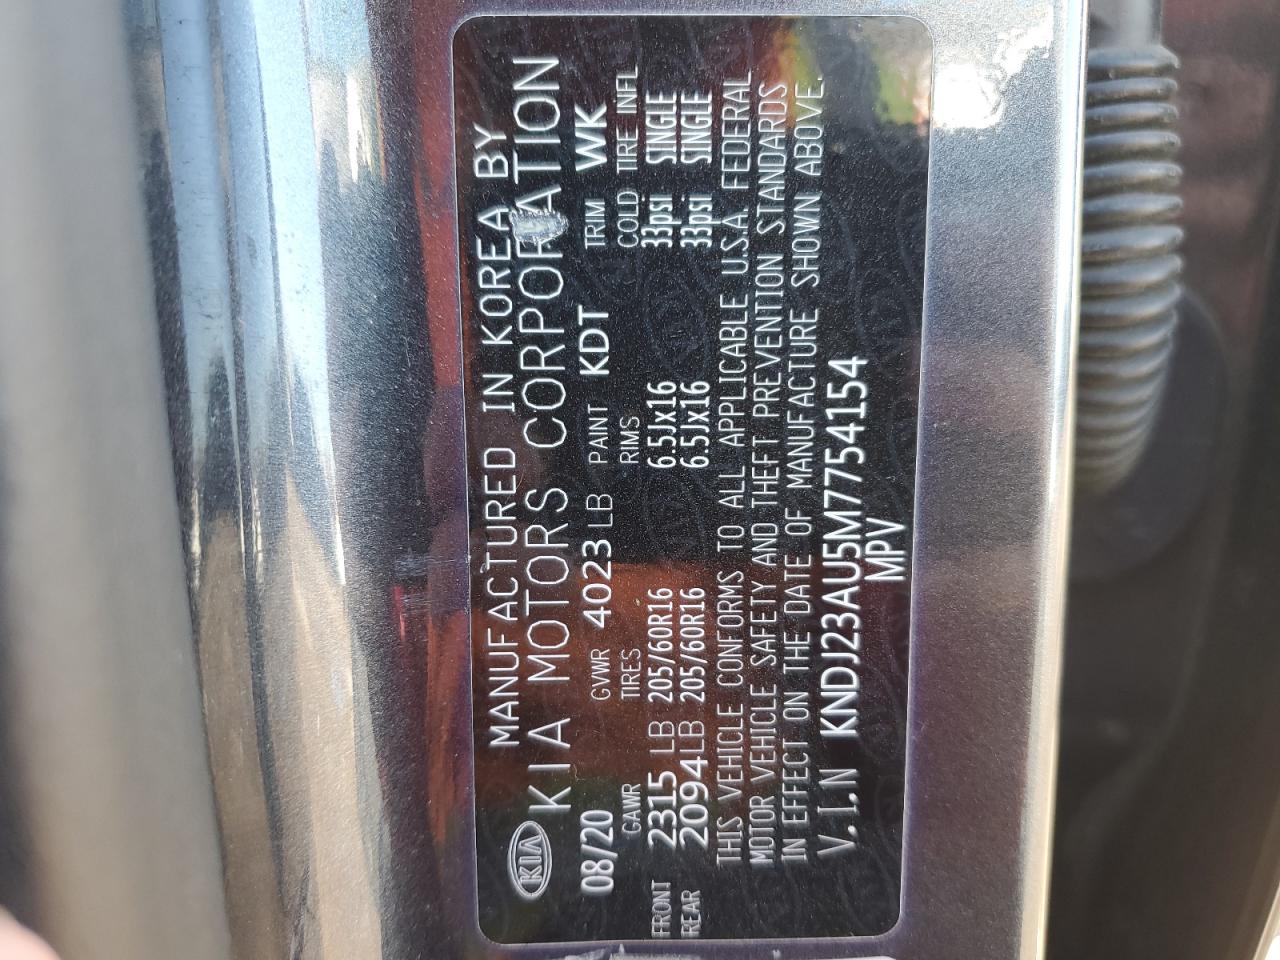 MANUFACTURED IN KOREA BY
KIA KIA MOTORS CORPORATION
08/20 GVWR 4023 LB PAINT KDT TRIM WK
GAWR TIRES RIMS COLD TIRE INFL
FRONT 2315 LB 205/60R16 6.5Jx16 33psi SINGLE
REAR 2094 LB 205/60R16 6.5Jx16 33psi SINGLE
THIS VEHICLE CONFORMS TO ALL APPLICABLE U.S.A. FEDERAL
MOTOR VEHICLE SAFETY AND THEFT PREVENTION STANDARDS
IN EFFECT ON THE DATE OF MANUFACTURE SHOWN ABOVE.
V.I.N KNDJ23AU5M7754154
MPV